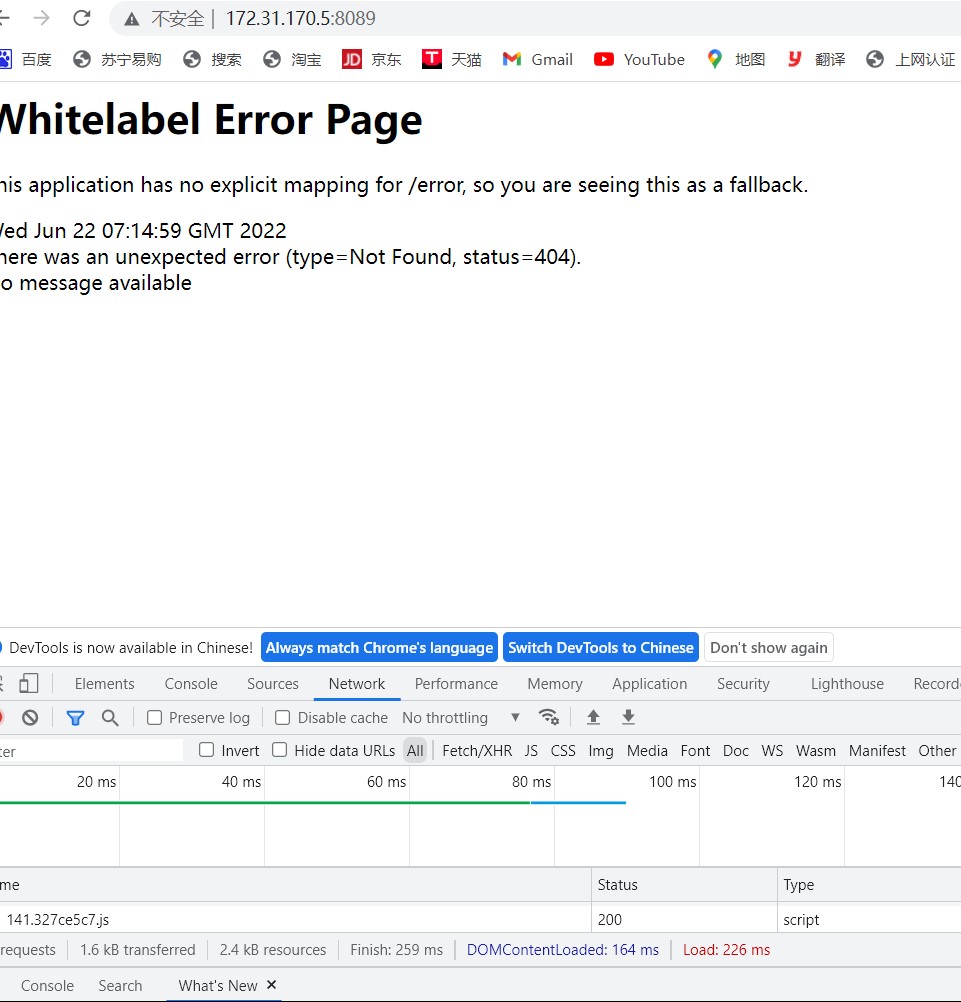 不安全 | 172.31.170.5:8089
百度 苏宁易购 搜索 淘宝 JD 京东 T 天猫 Gmail YouTube 地图 y 翻译 上网认证
Whitelabel Error Page
his application has no explicit mapping for /error, so you are seeing this as a fallback.
Wed Jun 22 07:14:59 GMT 2022
here was an unexpected error (type=Not Found, status=404).
o message available
DevTools is now available in Chinese! Always match Chrome's language Switch DevTools to Chinese Don't show again
Elements Console Sources Network Performance Memory Application Security Lighthouse Record
Preserve log Disable cache No throttling
ter Invert Hide data URLs All Fetch/XHR JS CSS Img Media Font Doc WS Wasm Manifest Other
20 ms 40 ms 60 ms 80 ms 100 ms 120 ms 140
me Status Type
141.327ce5c7.js 200 script
requests 1.6 kB transferred 2.4 kB resources Finish: 259 ms DOMContentLoaded: 164 ms Load: 226 ms
Console Search What's New ×